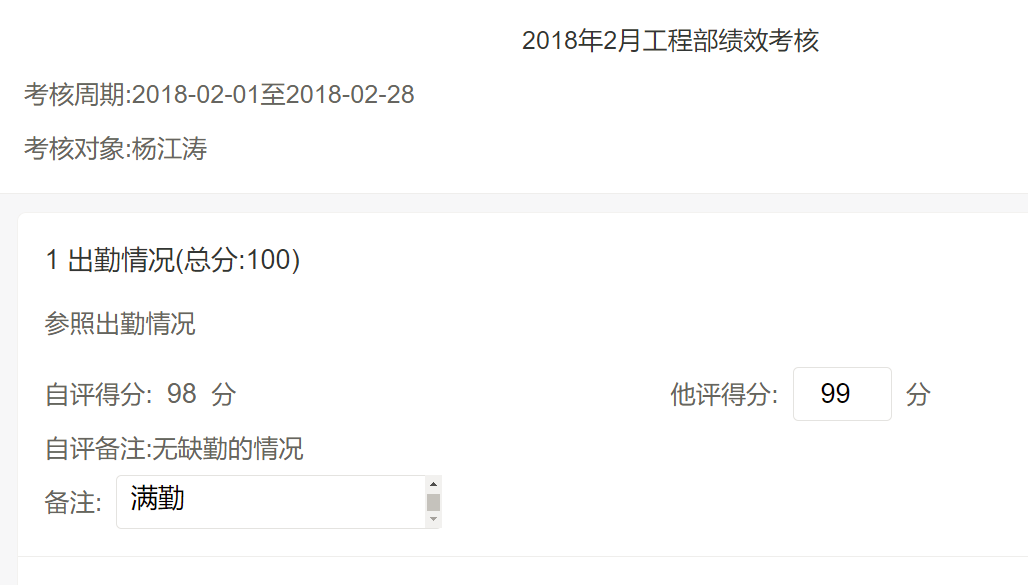 2018年2月工程部绩效考核
考核周期:2018-02-01至2018-02-28
考核对象:杨江涛
1 出勤情况(总分:100)
参照出勤情况
自评得分: 98 分 他评得分: 99 分
自评备注:无缺勤的情况
备注: 满勤